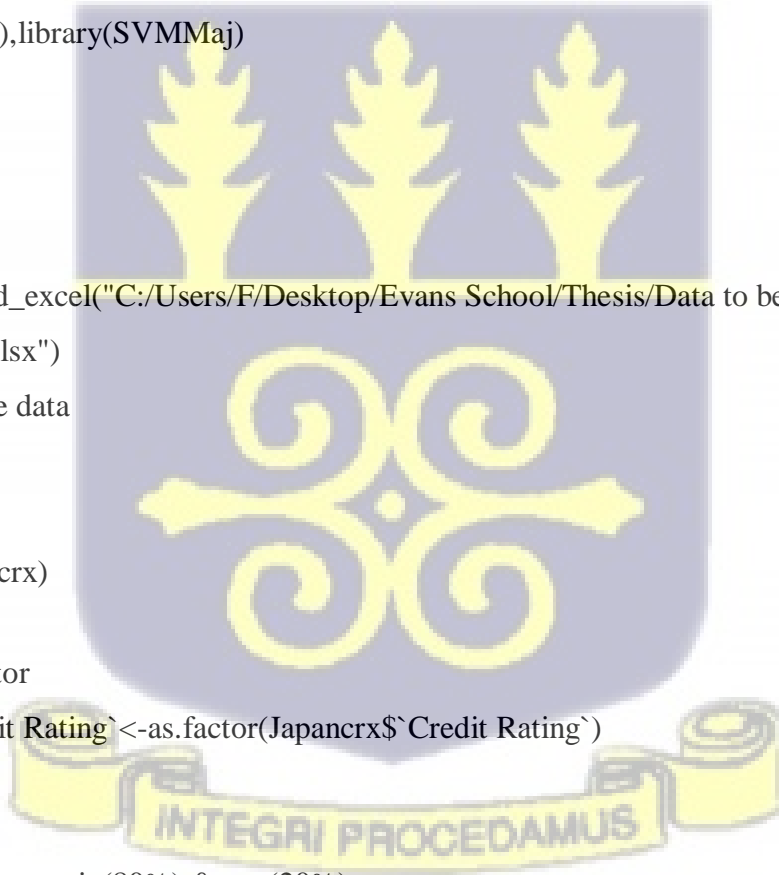 ),library(SVMMaj)
d_excel("C:/Users/F/Desktop/Evans School/Thesis/Data to be
lsx")
e data
crx)
tor
it Rating`<-as.factor(Japancrx$`Credit Rating`)
INTEGRI PROCEDAMUS